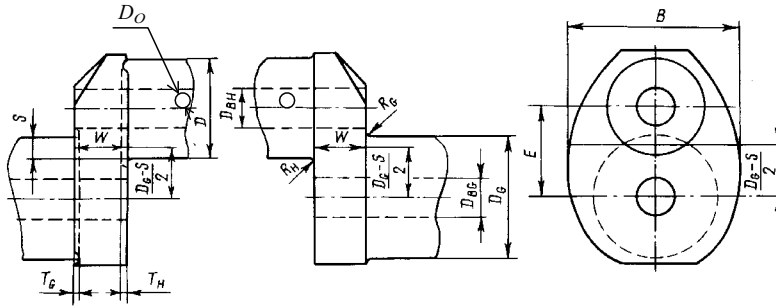 D_O
S
W
D_BH
D
(D_G-S)/2
T_G
T_H
W
R_G
R_H
(D_G-S)/2
D_BG
D_G
B
E
(D_G-S)/2